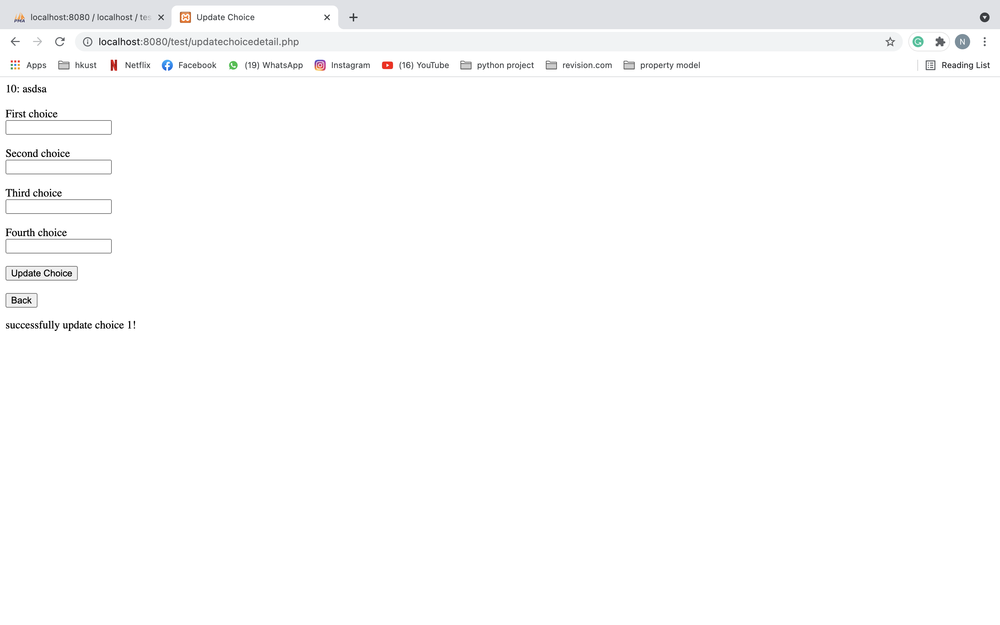 PMA localhost:8080 / localhost / tes Update Choice
localhost:8080/test/updatechoicedetail.php N
Apps hkust Netflix Facebook (19) WhatsApp Instagram (16) YouTube python project revision.com property model Reading List
10: asdsa
First choice
Second choice
Third choice
Fourth choice
Update Choice
Back
successfully update choice 1!